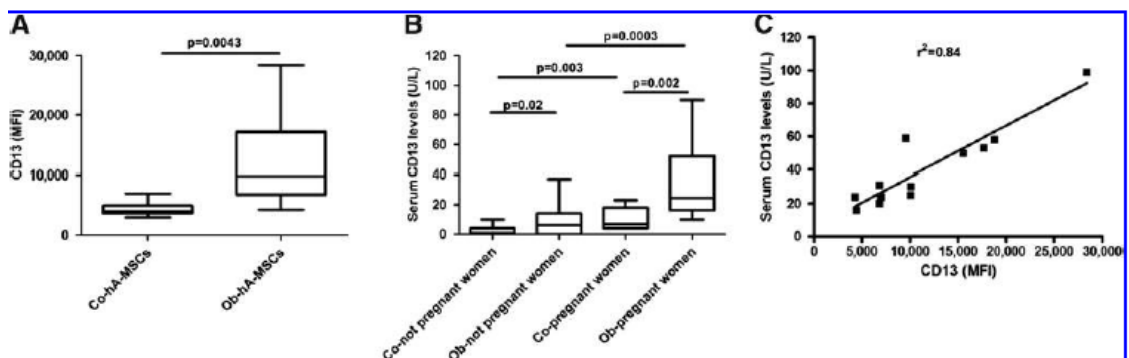 A
p=0.0043
30,000
20,000
10,000
0
CD13 (MFI)
Co-hA-MSCs
Ob-hA-MSCs
B
p=0.0003
p=0.003
p=0.002
p=0.02
120
100
80
60
40
20
0
Serum CD13 levels (U/L)
Co-not pregnant women
Ob-not pregnant women
Co-pregnant women
Ob-pregnant women
C
r²=0.84
120
100
80
60
40
20
0
Serum CD13 levels (U/L)
0 5,000 10,000 15,000 20,000 25,000 30,000
CD13 (MFI)